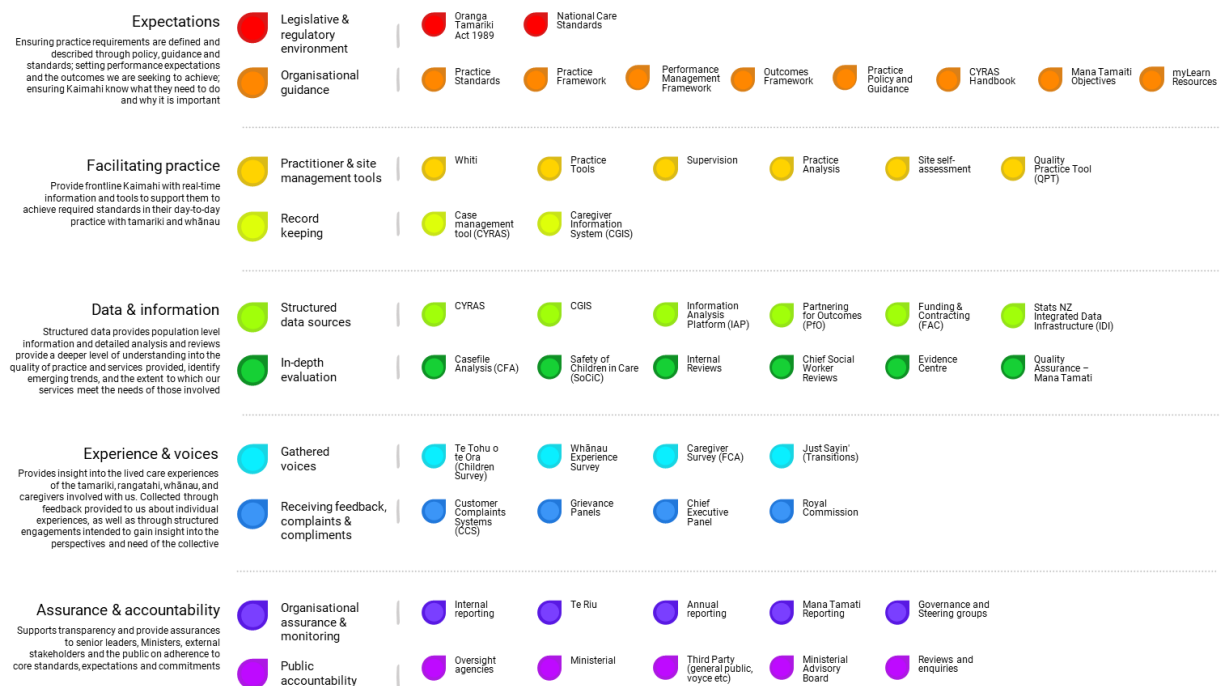 Expectations
Ensuring practice requirements are defined and
described through policy, guidance and
standards; setting performance expectations
and the outcomes we are seeking to achieve;
ensuring Kaimahi know what they need to do
and why it is important
Legislative &
regulatory
environment
Oranga
Tamariki
Act 1989
National Care
Standards
Organisational
guidance
Practice
Standards
Practice
Framework
Performance
Management
Framework
Outcomes
Framework
Practice
Policy and
Guidance
CYRAS
Handbook
Mana Tamaiti
Objectives
myLearn
Resources
Facilitating practice
Provide frontline Kaimahi with real-time
information and tools to support them to
achieve required standards in their day-to-day
practice with tamariki and whānau
Practitioner & site
management tools
Whiti
Practice
Tools
Supervision
Practice
Analysis
Site self-
assessment
Quality
Practice Tool
(QPT)
Record
keeping
Case
management
tool (CYRAS)
Caregiver
Information
System (CGIS)
Data & information
Structured data provides population level
information and detailed analysis and reviews
provide a deeper level of understanding into the
quality of practice and services provided, identify
emerging trends, and the extent to which our
services meet the needs of those involved
Structured
data sources
CYRAS
CGIS
Information
Analysis
Platform (IAP)
Partnering
for Outcomes
(PfO)
Funding &
Contracting
(FAC)
Stats NZ
Integrated Data
Infrastructure (IDI)
In-depth
evaluation
Casefile
Analysis (CFA)
Safety of
Children in Care
(SoCiC)
Internal
Reviews
Chief Social
Worker
Reviews
Evidence
Centre
Quality
Assurance –
Mana Tamati
Experience & voices
Provides insight into the lived care experiences
of the tamariki, rangatahi, whānau, and
caregivers involved with us. Collected through
feedback provided to us about individual
experiences, as well as through structured
engagements intended to gain insight into the
perspectives and need of the collective
Gathered
voices
Te Tohu o
te Ora
(Children
Survey)
Whānau
Experience
Survey
Caregiver
Survey (FCA)
Just Sayin'
(Transitions)
Receiving feedback,
complaints &
compliments
Customer
Complaints
Systems
(CCS)
Grievance
Panels
Chief
Executive
Panel
Royal
Commission
Assurance & accountability
Supports transparency and provide assurances
to senior leaders, Ministers, external
stakeholders and the public on adherence to
core standards, expectations and commitments
Organisational
assurance &
monitoring
Internal
reporting
Te Riu
Annual
reporting
Mana Tamati
Reporting
Governance and
Steering groups
Public
accountability
Oversight
agencies
Ministerial
Third Party
(general public,
voyce etc)
Ministerial
Advisory
Board
Reviews and
enquiries